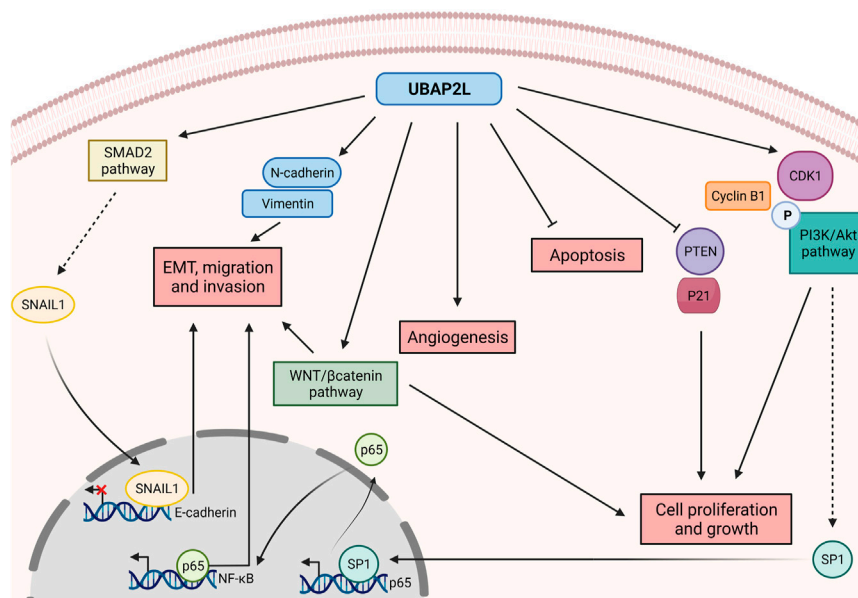 UBAP2L
SMAD2
pathway
N-cadherin
Vimentin
CDK1
Cyclin B1
P
PI3K/Akt
pathway
EMT, migration
and invasion
Apoptosis
PTEN
P21
SNAIL1
Angiogenesis
WNT/βcatenin
pathway
p65
SNAIL1
E-cadherin
Cell proliferation
and growth
p65
NF-κB
SP1
p65
SP1